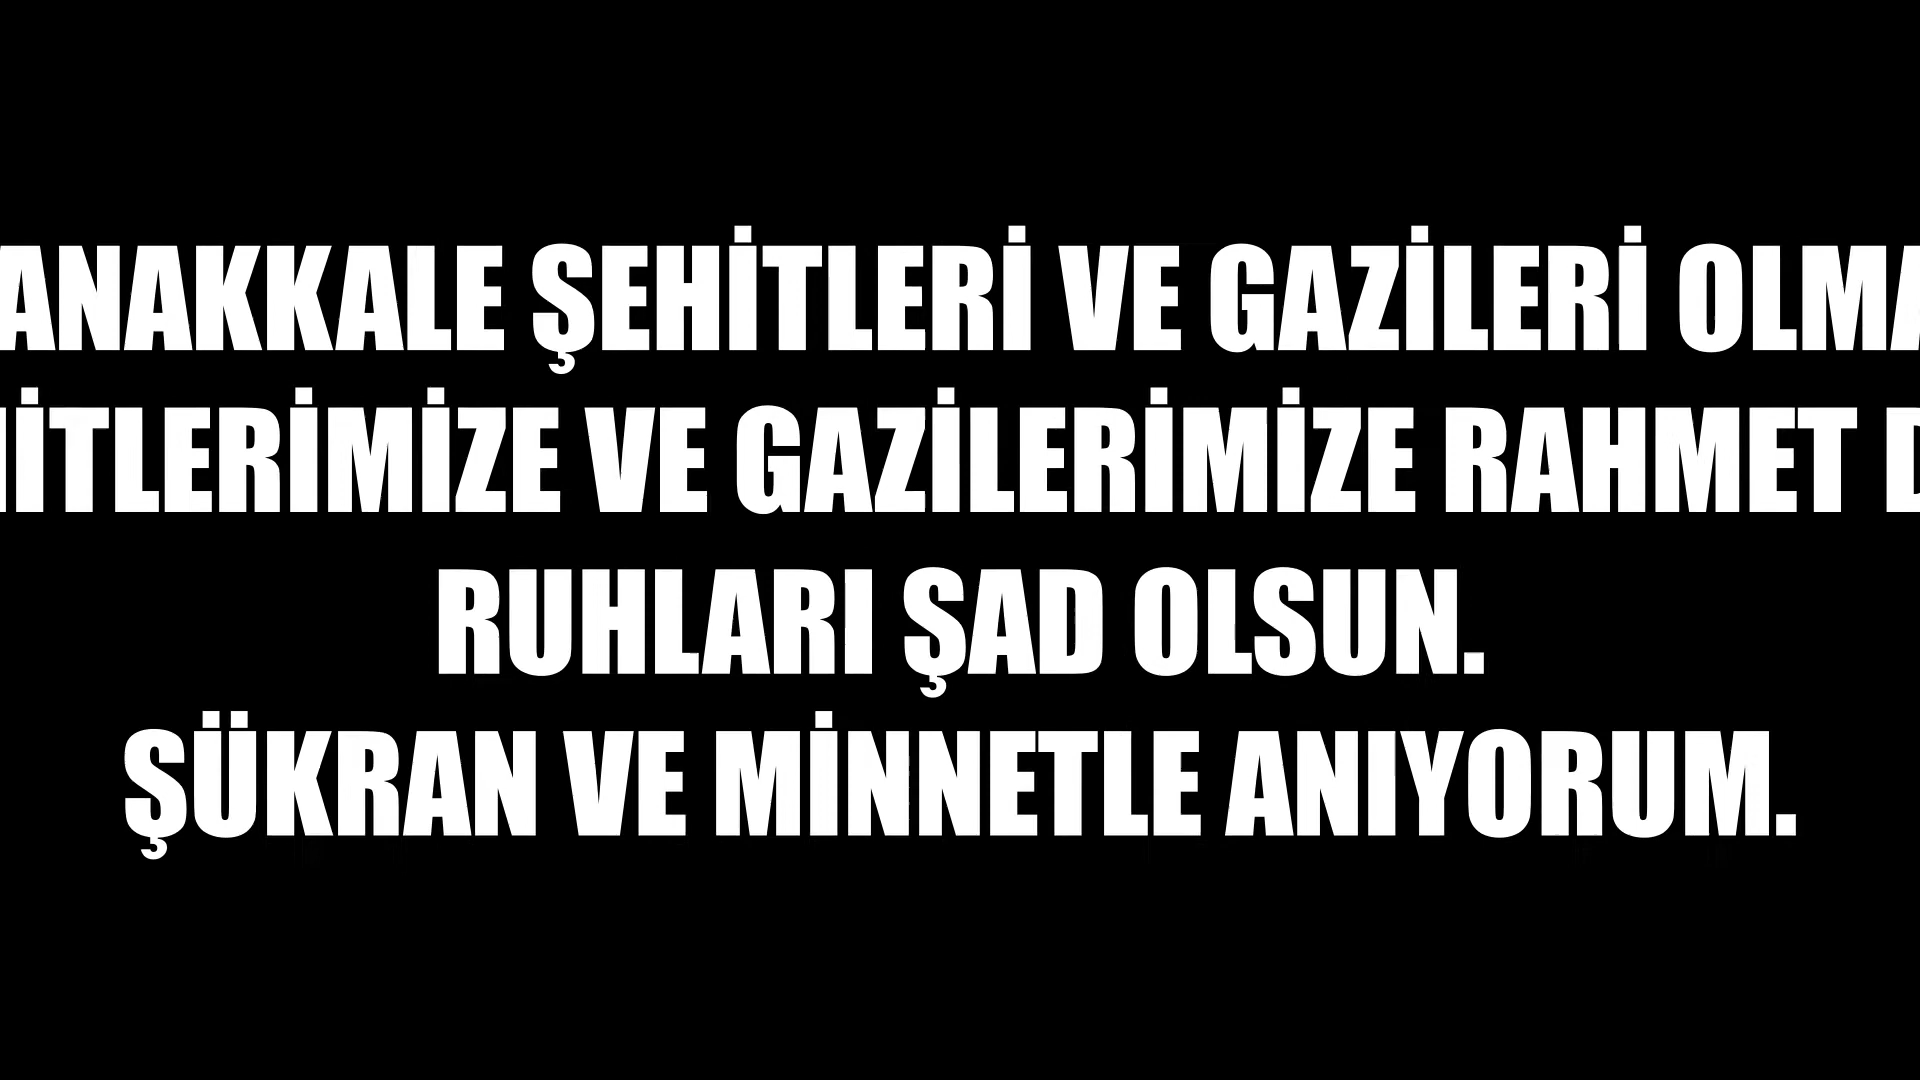 ANAKKALE ŞEHİTLERİ VE GAZİLERİ OLMA
İTLERİMİZE VE GAZİLERİMİZE RAHMET D
RUHLARI ŞAD OLSUN.
ŞÜKRAN VE MİNNETLE ANIYORUM.